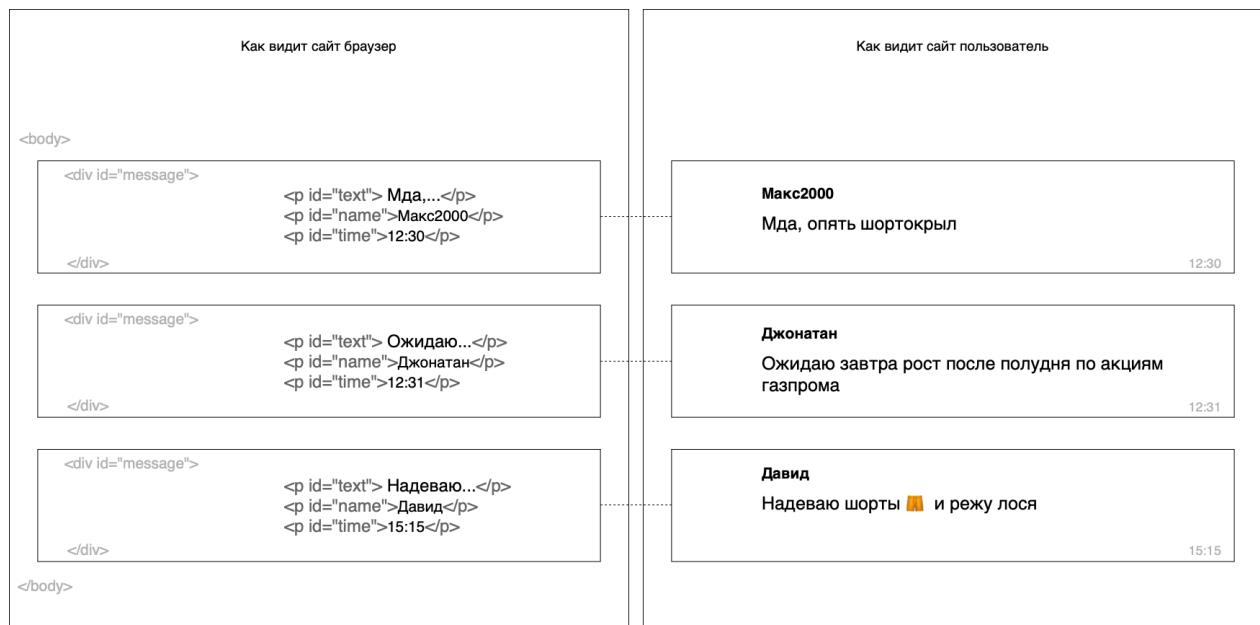 Как видит сайт браузер
<body>
<div id="message">
<p id="text"> Мда,...</p>
<p id="name">Макс2000</p>
<p id="time">12:30</p>
</div>
<div id="message">
<p id="text"> Ожидаю...</p>
<p id="name">Джонатан</p>
<p id="time">12:31</p>
</div>
<div id="message">
<p id="text"> Надеваю...</p>
<p id="name">Давид</p>
<p id="time">15:15</p>
</div>
</body>
Как видит сайт пользователь
Макс2000
Мда, опять шортокрыл
12:30
Джонатан
Ожидаю завтра рост после полудня по акциям
газпрома
12:31
Давид
Надеваю шорты 🩳 и режу лося
15:15